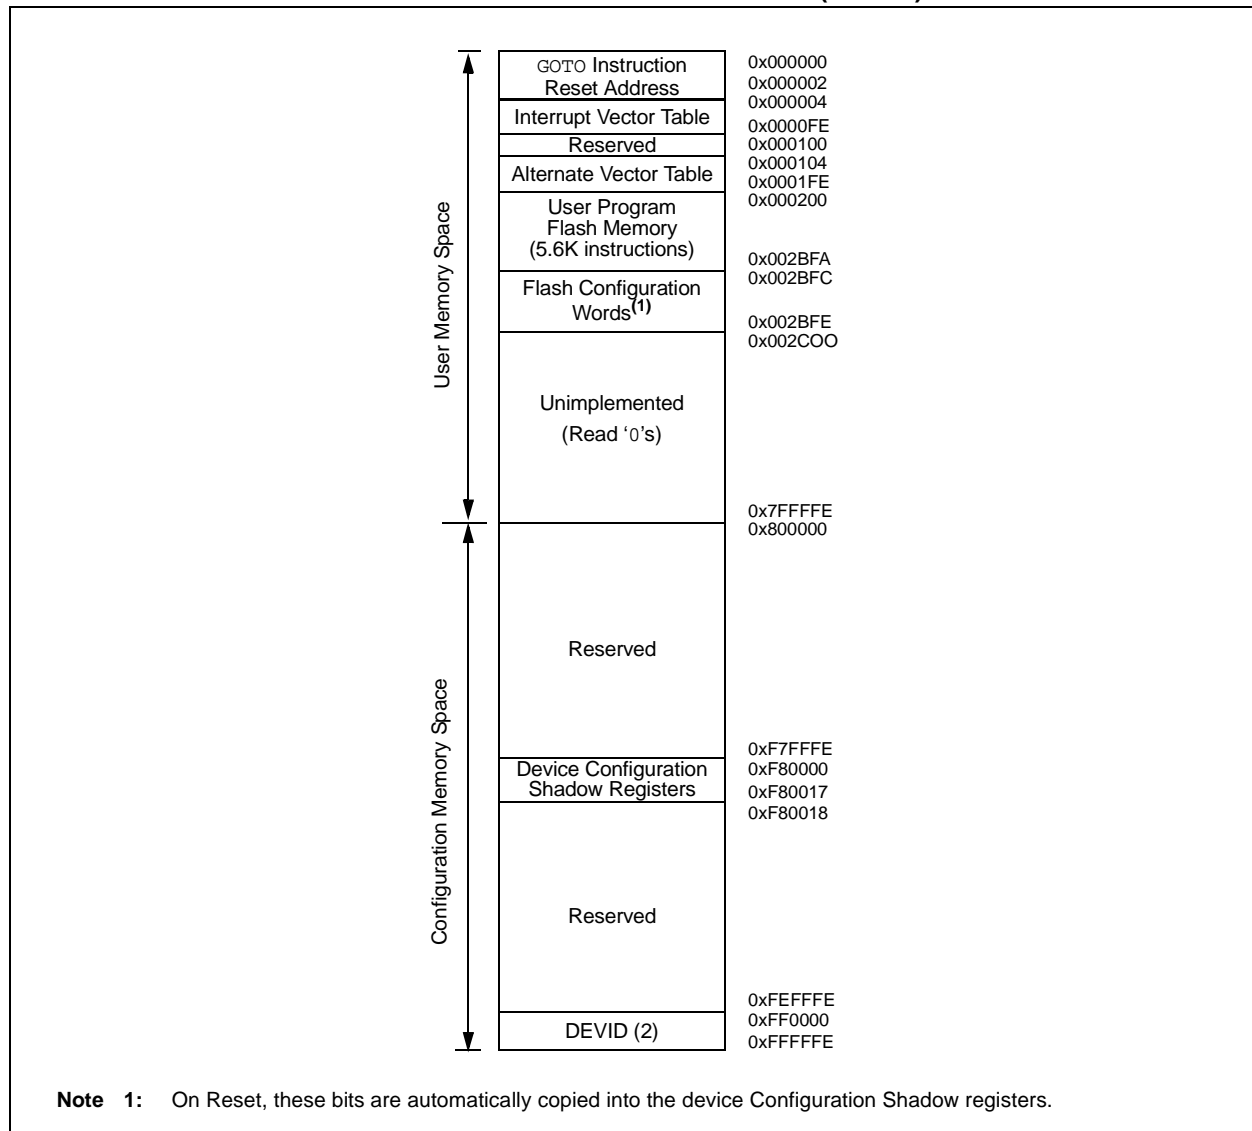 GOTO Instruction
Reset Address
Interrupt Vector Table
Reserved
Alternate Vector Table
User Program
Flash Memory
(5.6K instructions)
Flash Configuration
Words(1)
Unimplemented
(Read ‘0’s)
Reserved
Device Configuration
Shadow Registers
Reserved
DEVID (2)
0x000000
0x000002
0x000004
0x0000FE
0x000100
0x000104
0x0001FE
0x000200
0x002BFA
0x002BFC
0x002BFE
0x002COO
0x7FFFFE
0x800000
0xF7FFFE
0xF80000
0xF80017
0xF80018
0xFEFFFE
0xFF0000
0xFFFFFE
User Memory Space
Configuration Memory Space
Note 1: On Reset, these bits are automatically copied into the device Configuration Shadow registers.